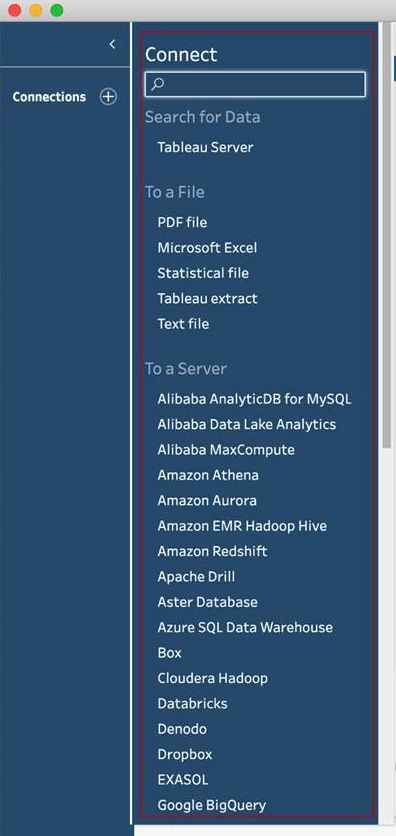 Connections
Connect
Search for Data
Tableau Server
To a File
PDF file
Microsoft Excel
Statistical file
Tableau extract
Text file
To a Server
Alibaba AnalyticDB for MySQL
Alibaba Data Lake Analytics
Alibaba MaxCompute
Amazon Athena
Amazon Aurora
Amazon EMR Hadoop Hive
Amazon Redshift
Apache Drill
Aster Database
Azure SQL Data Warehouse
Box
Cloudera Hadoop
Databricks
Denodo
Dropbox
EXASOL
Google BigQuery